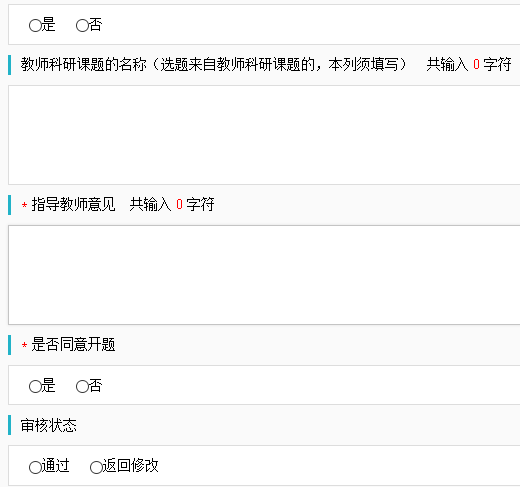 是 否
教师科研课题的名称（选题来自教师科研课题的，本列须填写） 共输入 0 字符
* 指导教师意见 共输入 0 字符
* 是否同意开题
是 否
审核状态
通过 返回修改